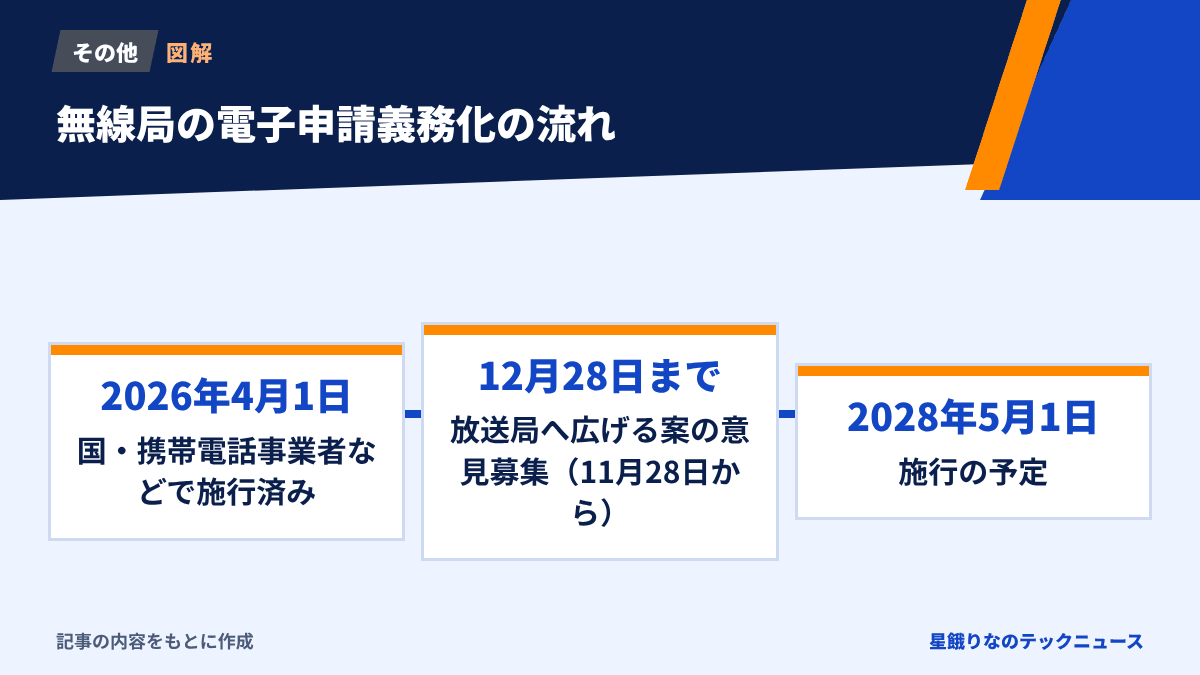 その他
図解
無線局の電子申請義務化の流れ
2026年4月1日
国・携帯電話事業者な
どで施行済み
12月28日まで
放送局へ広げる案の意
見募集（11月28日か
ら）
2028年5月1日
施行の予定
記事の内容をもとに作成
星餓りなのテックニュース